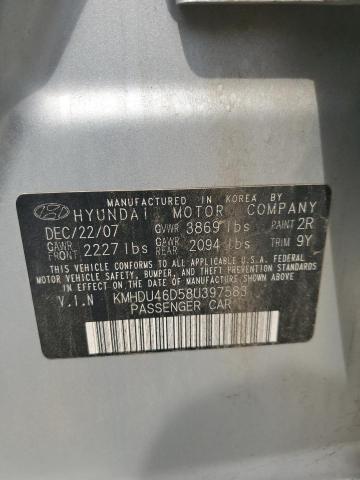 MANUFACTURED IN KOREA BY
HYUNDAI MOTOR COMPANY
DEC/22/07 GVWR 3869 lbs PAINT 2R
GAWR FRONT 2227 lbs GAWR REAR 2094 lbs TRIM 9Y
THIS VEHICLE CONFORMS TO ALL APPLICABLE U.S.A. FEDERAL
MOTOR VEHICLE SAFETY, BUMPER, AND THEFT PREVENTION
STANDARDS IN EFFECT ON THE DATE OF MANUFACTURE SHOWN ABOVE.
V.I.N KMHDU46D58U397583
PASSENGER CAR